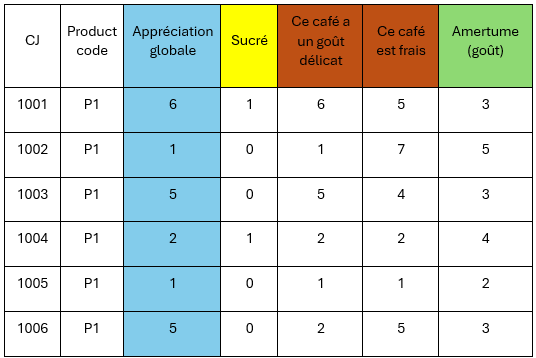 CJ Product code Appréciation globale Sucré Ce café a un goût délicat Ce café est frais Amertume (goût)
1001 P1 6 1 6 5 3
1002 P1 1 0 1 7 5
1003 P1 5 0 5 4 3
1004 P1 2 1 2 2 4
1005 P1 1 0 1 1 2
1006 P1 5 0 2 5 3